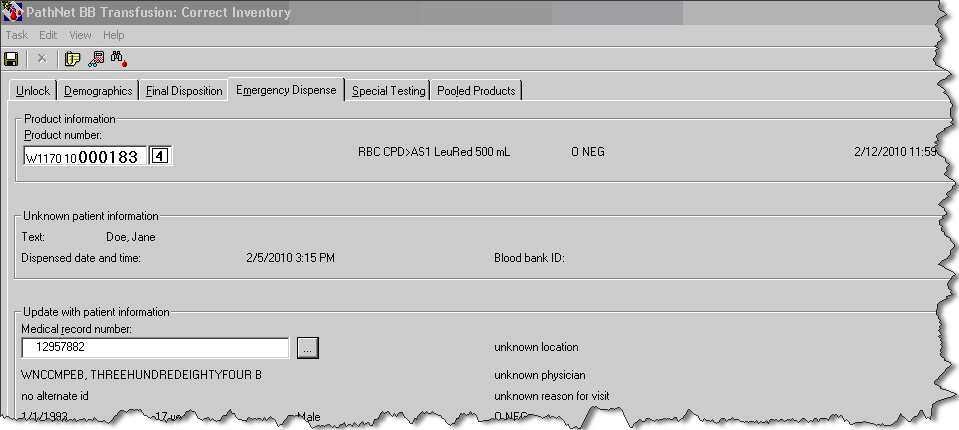 PathNet BB Transfusion: Correct Inventory
Task Edit View Help
Unlock Demographics Final Disposition Emergency Dispense Special Testing Pooled Products
Product information
Product number:
W1170 10 000183 4 RBC CPD>AS1 LeuRed 500 mL O NEG 2/12/2010 11:59
Unknown patient information
Text: Doe, Jane
Dispensed date and time: 2/5/2010 3:15 PM Blood bank ID:
Update with patient information
Medical record number:
12957882 ... unknown location
WNCCMPEB, THREEHUNDREDEIGHTYFOUR B unknown physician
no alternate id unknown reason for visit
1/1/1993 Male O NEG